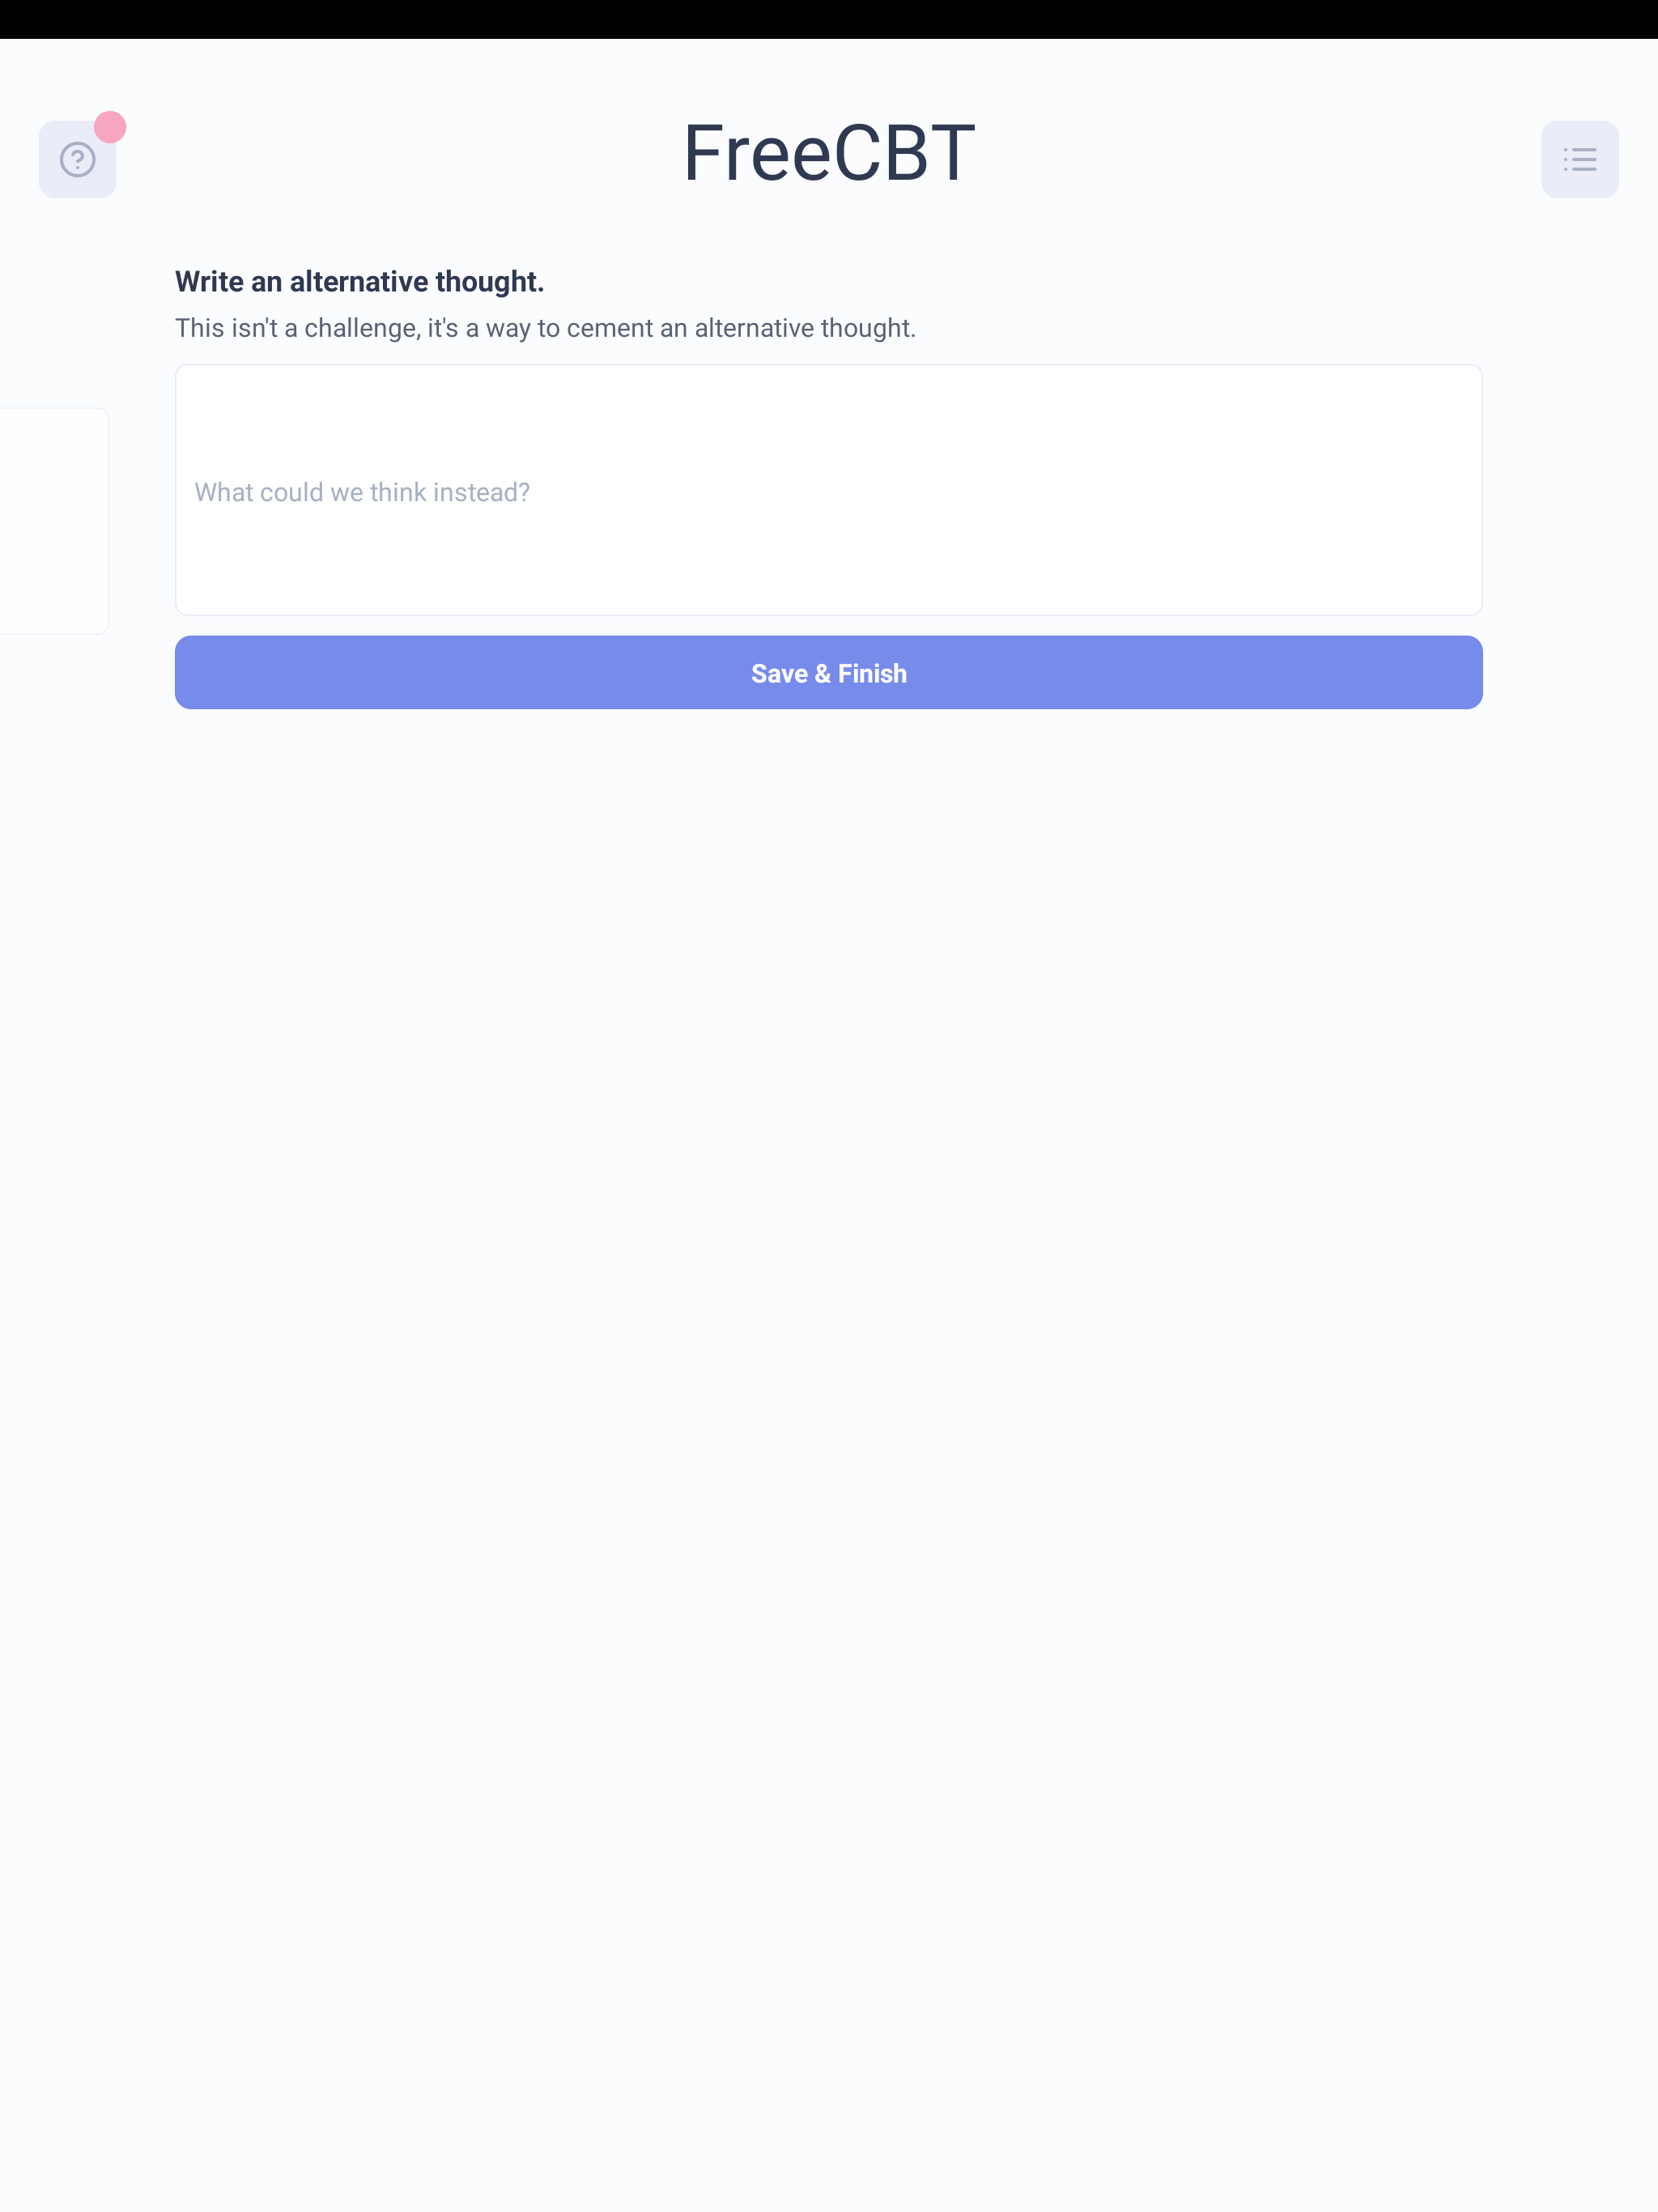 FreeCBT
Write an alternative thought.
This isn't a challenge, it's a way to cement an alternative thought.
What could we think instead?
Save & Finish